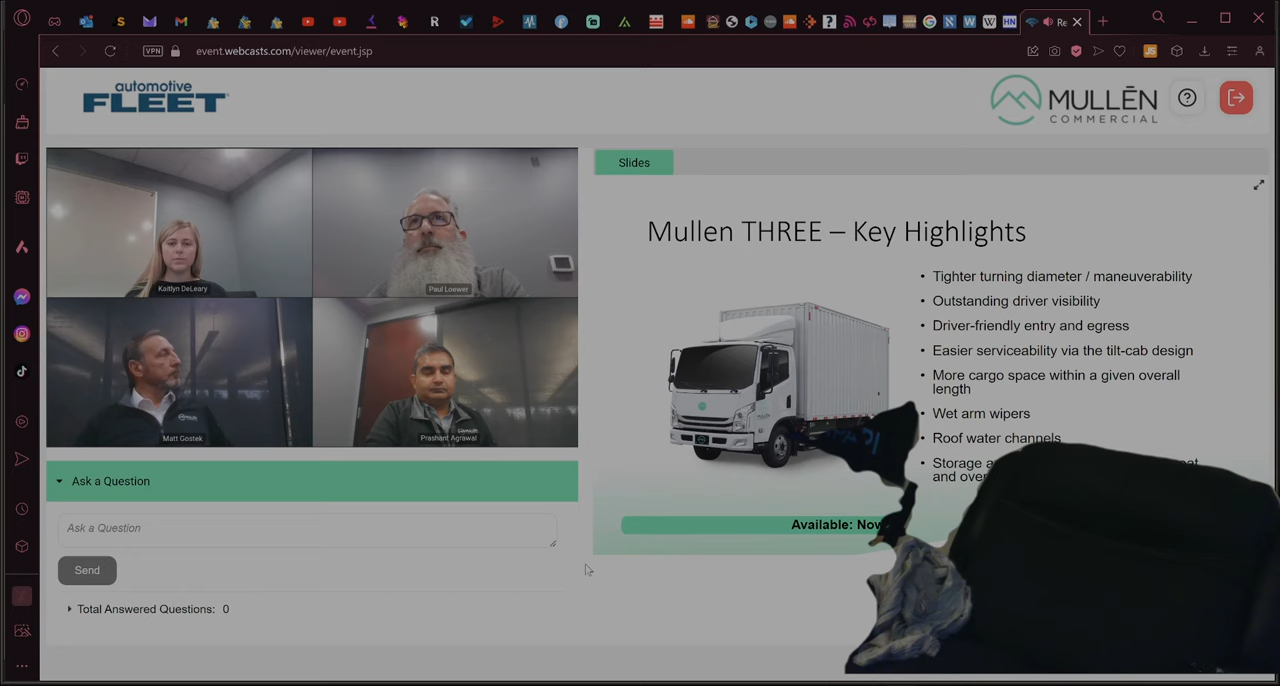 Re
VPN
event.webcasts.com/viewer/event.jsp
automotive
FLEET
MULLĒN
COMMERCIAL
Kaitlyn DeLeary
Paul Loewer
Matt Gostek
Prashant Agrawal
Ask a Question
Ask a Question
Send
Total Answered Questions: 0
Slides
Mullen THREE – Key Highlights
• Tighter turning diameter / maneuverability
• Outstanding driver visibility
• Driver-friendly entry and egress
• Easier serviceability via the tilt-cab design
• More cargo space within a given overall
length
• Wet arm wipers
• Roof water channels
• Storage
and
Available: Now